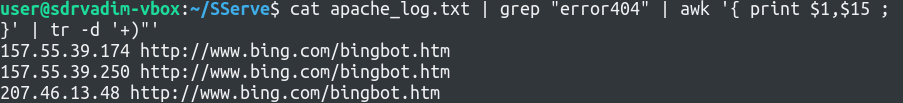 user@sdrvadim-vbox:~/SServe$ cat apache_log.txt | grep "error404" | awk '{ print $1,$15 ;
}' | tr -d '+)"'
157.55.39.174 http://www.bing.com/bingbot.htm
157.55.39.250 http://www.bing.com/bingbot.htm
207.46.13.48 http://www.bing.com/bingbot.htm